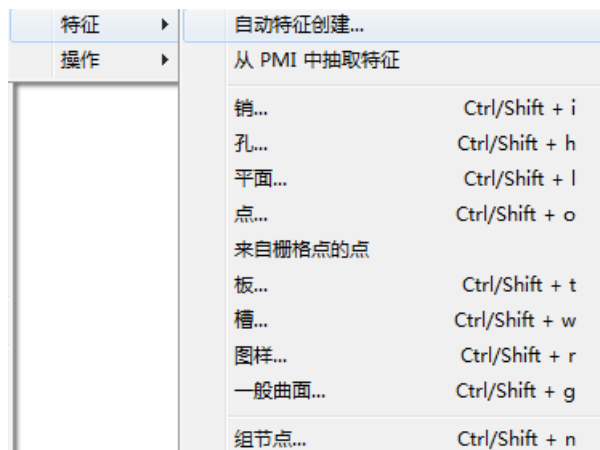 特征 自动特征创建...
操作 从 PMI 中抽取特征
销... Ctrl/Shift + i
孔... Ctrl/Shift + h
平面... Ctrl/Shift + l
点... Ctrl/Shift + o
来自栅格点的点
板... Ctrl/Shift + t
槽... Ctrl/Shift + w
图样... Ctrl/Shift + r
一般曲面... Ctrl/Shift + g
组节点... Ctrl/Shift + n